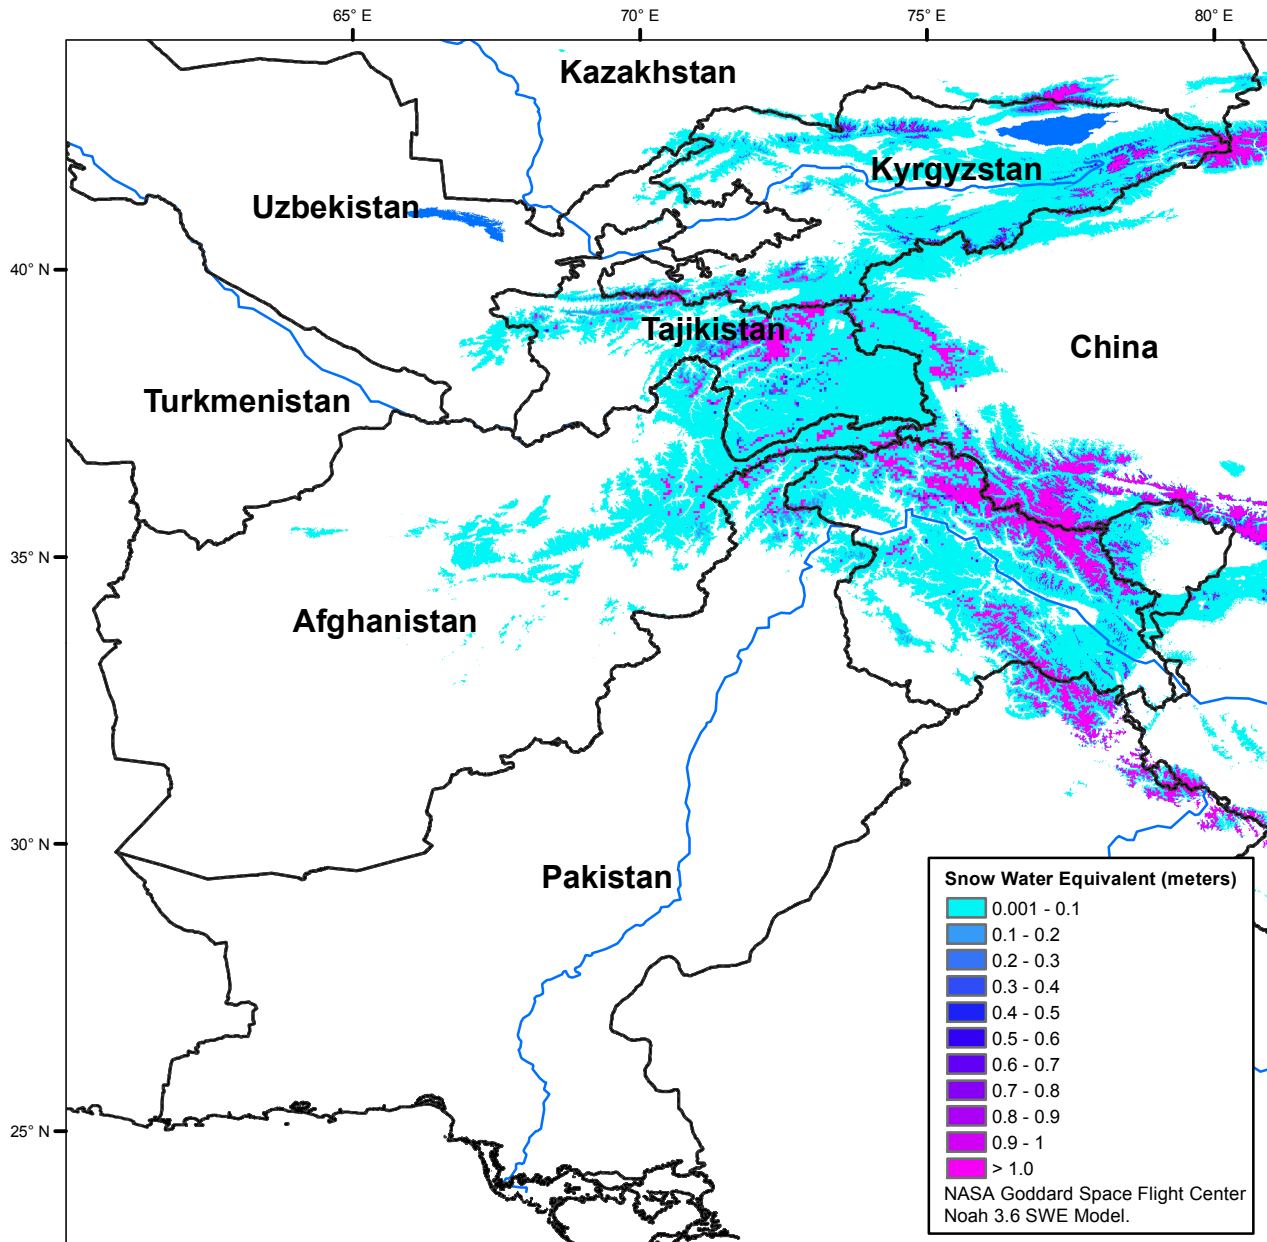 65° E
70° E
75° E
80° E
Kazakhstan
Kyrgyzstan
Uzbekistan
40° N
Tajikistan
China
Turkmenistan
35° N
Afghanistan
30° N
Pakistan
25° N
Snow Water Equivalent (meters)
0.001 - 0.1
0.1 - 0.2
0.2 - 0.3
0.3 - 0.4
0.4 - 0.5
0.5 - 0.6
0.6 - 0.7
0.7 - 0.8
0.8 - 0.9
0.9 - 1
> 1.0
NASA Goddard Space Flight Center
Noah 3.6 SWE Model.